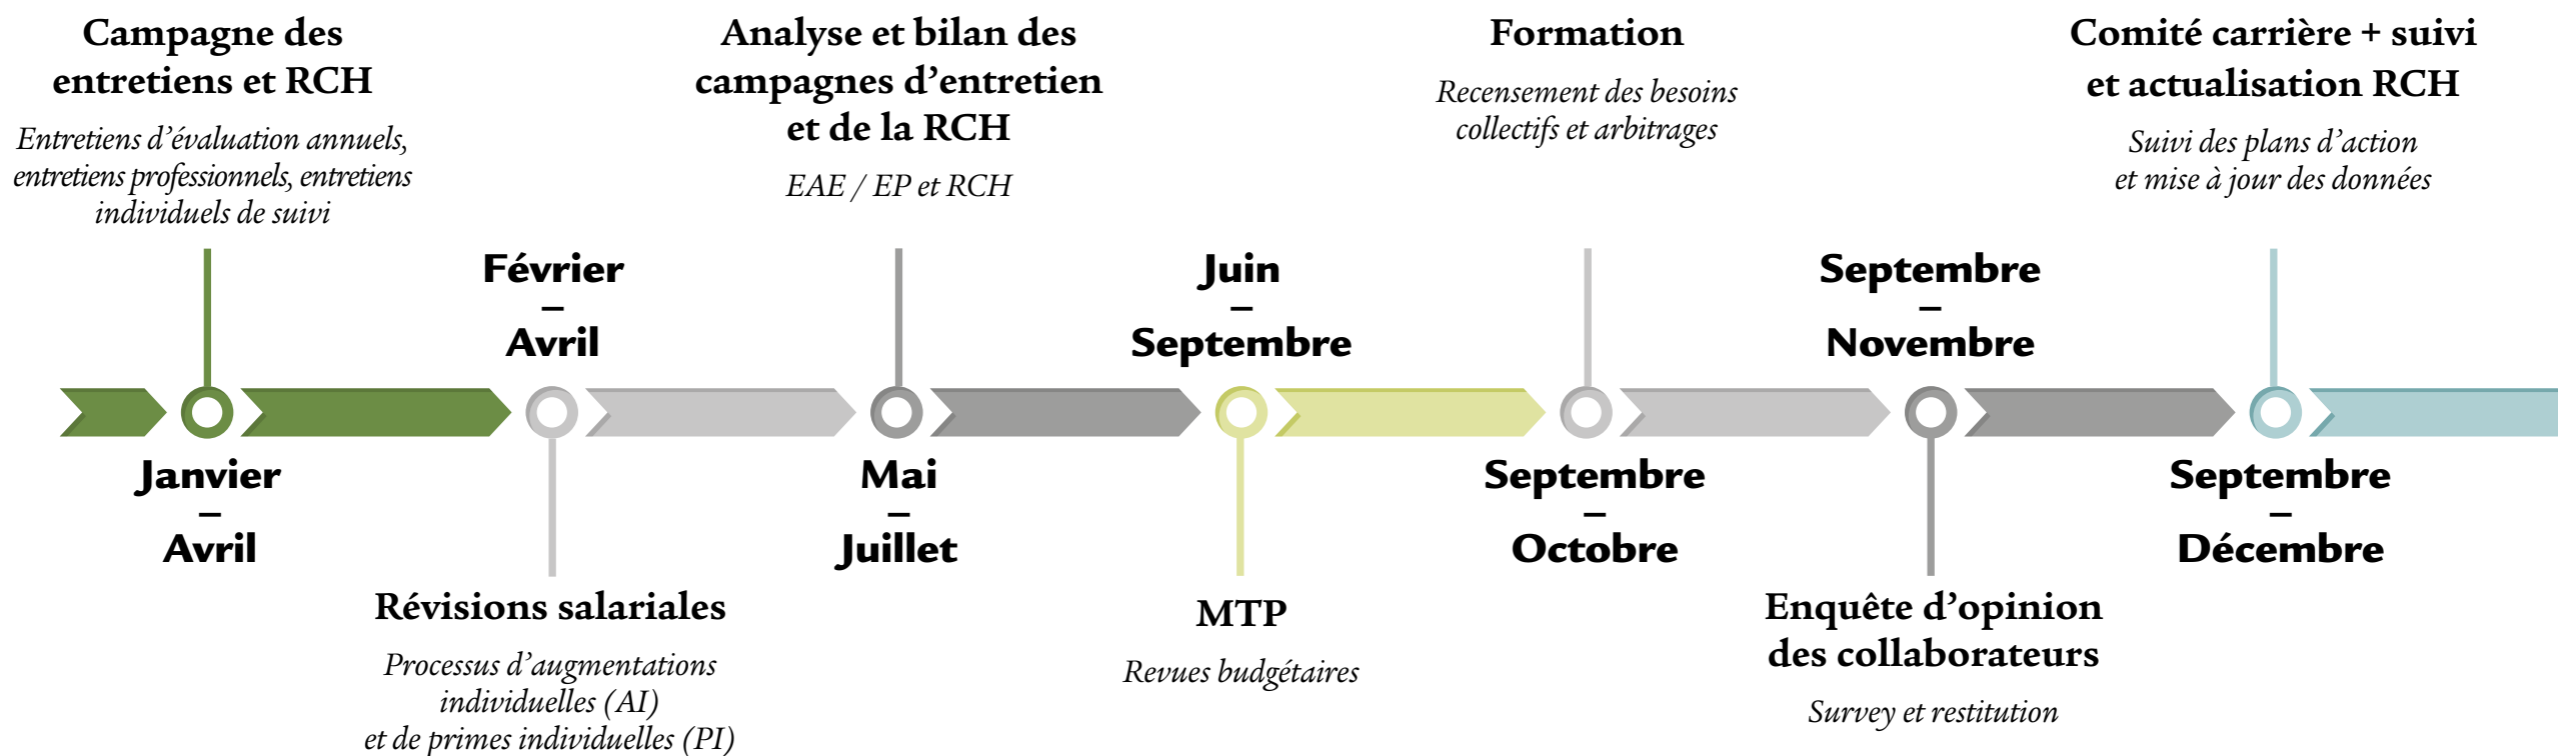 Campagne des
entretiens et RCH
Entretiens d’évaluation annuels,
entretiens professionnels, entretiens
individuels de suivi
Janvier
–
Avril
Février
–
Avril
Révisions salariales
Processus d’augmentations
individuelles (AI)
et de primes individuelles (PI)
Analyse et bilan des
campagnes d’entretien
et de la RCH
EAE / EP et RCH
Mai
–
Juillet
Juin
–
Septembre
MTP
Revues budgétaires
Formation
Recensement des besoins
collectifs et arbitrages
Septembre
–
Octobre
Septembre
–
Novembre
Enquête d’opinion
des collaborateurs
Survey et restitution
Comité carrière + suivi
et actualisation RCH
Suivi des plans d’action
et mise à jour des données
Septembre
–
Décembre